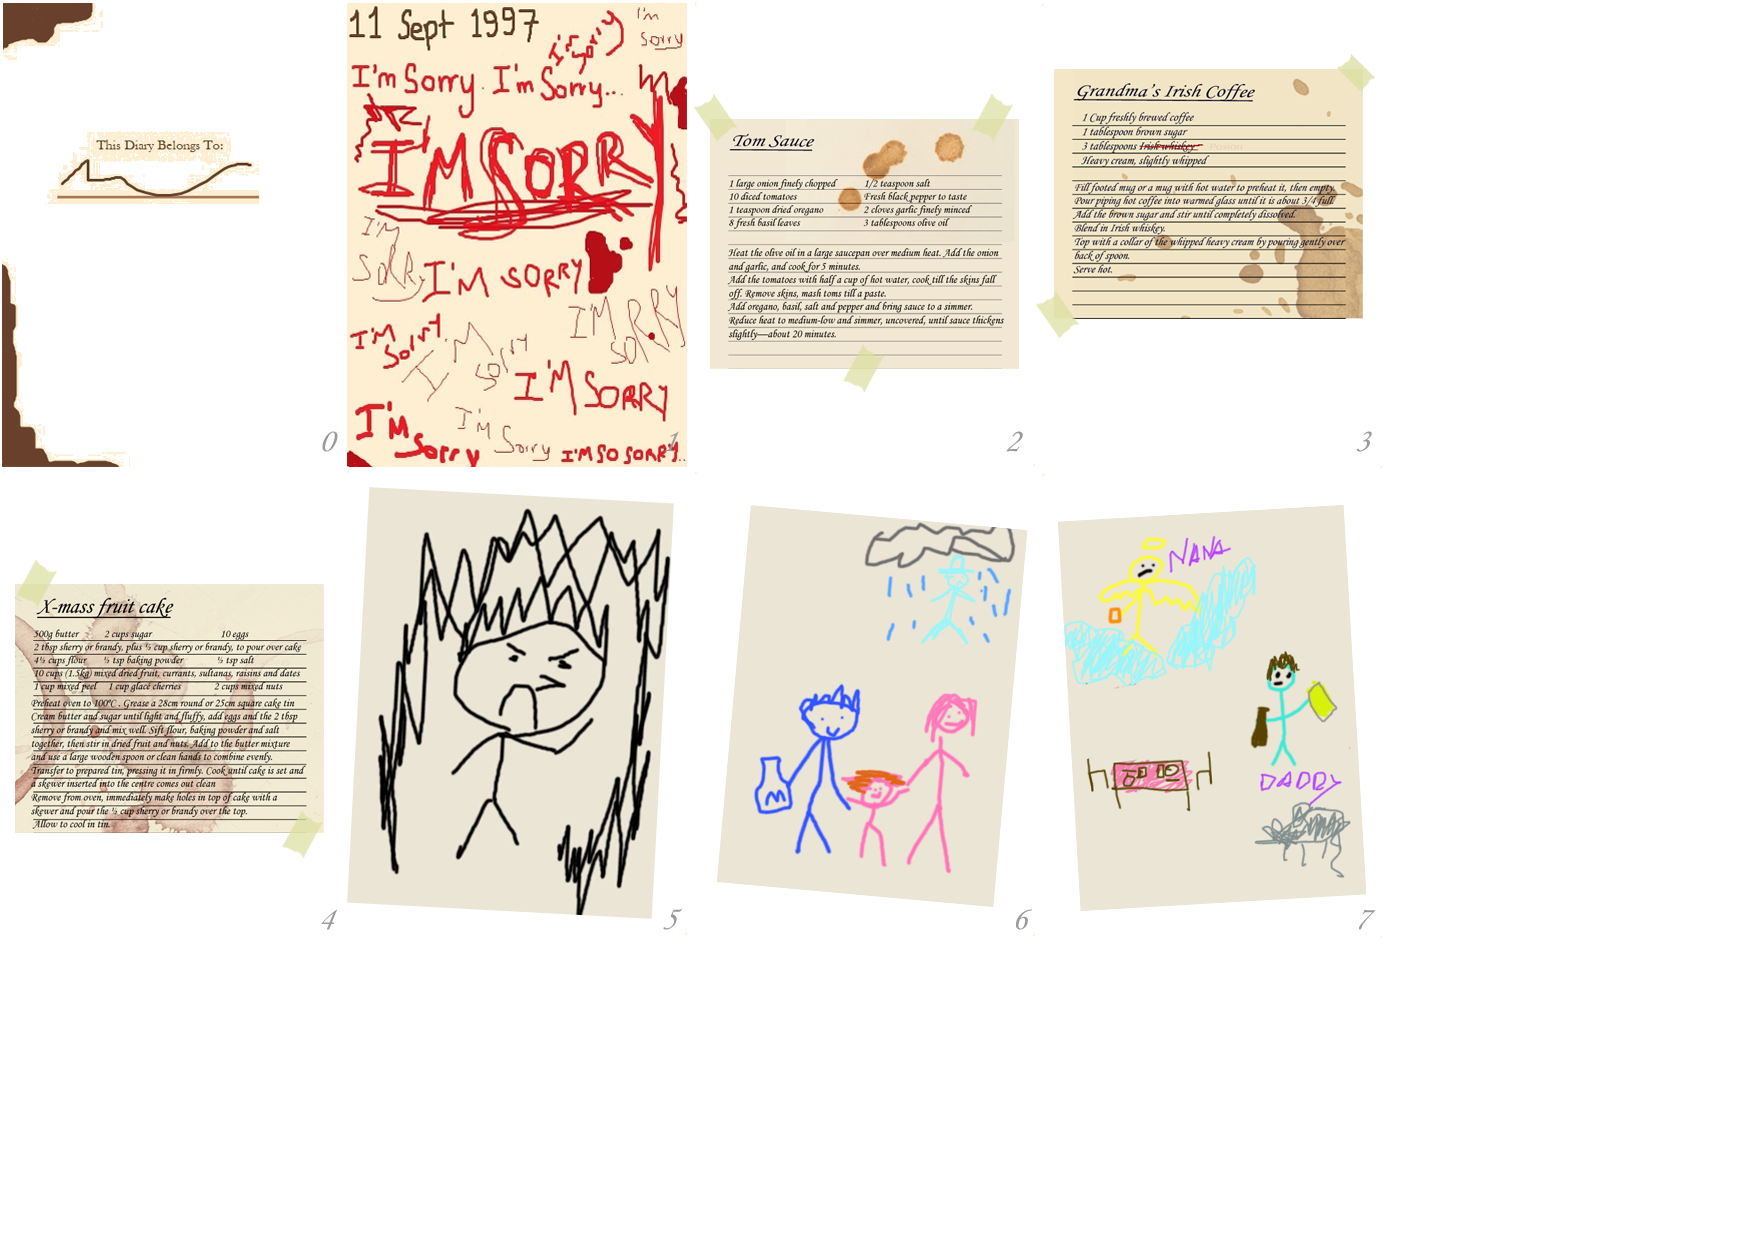 This Diary Belongs To:
0
11 Sept 1997
I'm Sorry
I'm Sorry
I'm Sorry. I'm Sorry...
I'M SORRY
I'M SORRY
I'M SORRY
I'M SORRY
I'm Sorry
I'M Sorry
I'M SORRY
I'M Sorry
I'm Sorry
I'M SO SORRY..
1
Tom Sauce
1 large onion finely chopped 1/2 teaspoon salt
10 diced tomatoes Fresh black pepper to taste
1 teaspoon dried oregano 2 cloves garlic finely minced
8 fresh basil leaves 3 tablespoons olive oil
Heat the olive oil in a large saucepan over medium heat. Add the onion
and garlic, and cook for 5 minutes.
Add the tomatoes with half a cup of hot water, cook till the skins fall
off. Remove skins, mash toms till a paste.
Add oregano, basil, salt and pepper and bring sauce to a simmer.
Reduce heat to medium-low and simmer, uncovered, until sauce thickens
slightly—about 20 minutes.
2
Grandma's Irish Coffee
1 Cup freshly brewed coffee
1 tablespoon brown sugar
3 tablespoons Irish whiskey Poison
Heavy cream, slightly whipped
Fill footed mug or a mug with hot water to preheat it, then empty.
Pour piping hot coffee into warmed glass until it is about 3/4 full.
Add the brown sugar and stir until completely dissolved.
Blend in Irish whiskey.
Top with a collar of the whipped heavy cream by pouring gently over
back of spoon.
Serve hot.
3
X-mass fruit cake
500g butter 2 cups sugar 10 eggs
2 tbsp sherry or brandy, plus ½ cup sherry or brandy, to pour over cake
4½ cups flour ½ tsp baking powder ½ tsp salt
10 cups (1.5kg) mixed dried fruit, currants, sultanas, raisins and dates
1 cup mixed peel 1 cup glacé cherries 2 cups mixed nuts
Preheat oven to 100°C . Grease a 28cm round or 25cm square cake tin
Cream butter and sugar until light and fluffy, add eggs and the 2 tbsp
sherry or brandy and mix well. Sift flour, baking powder and salt
together, then stir in dried fruit and nuts. Add to the butter mixture
and use a large wooden spoon or clean hands to combine evenly.
Transfer to prepared tin, pressing it in firmly. Cook until cake is set and
a skewer inserted into the centre comes out clean
Remove from oven, immediately make holes in top of cake with a
skewer and pour the ½ cup sherry or brandy over the top.
Allow to cool in tin.
4
5
M
6
NANA
DADDY
7